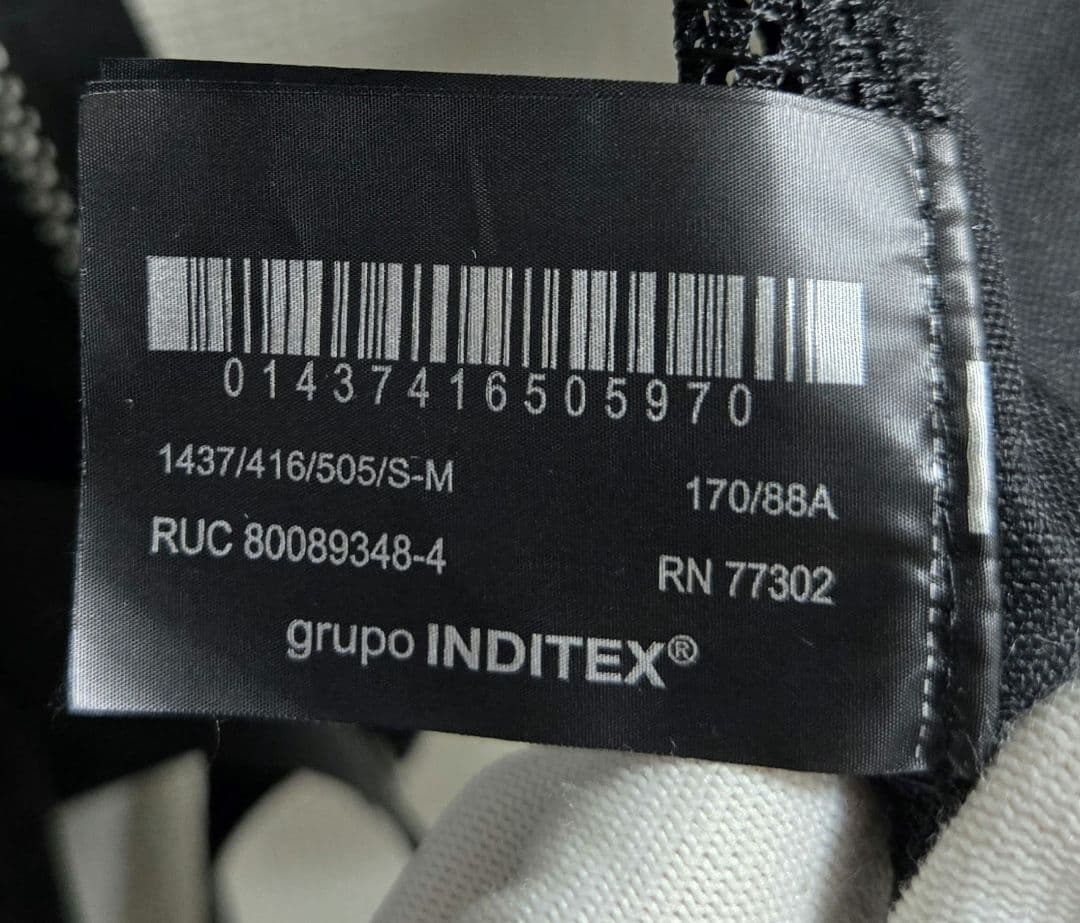 01437416505970
1437/416/505/S-M 170/88A
RUC 80089348-4 RN 77302
grupo INDITEX®